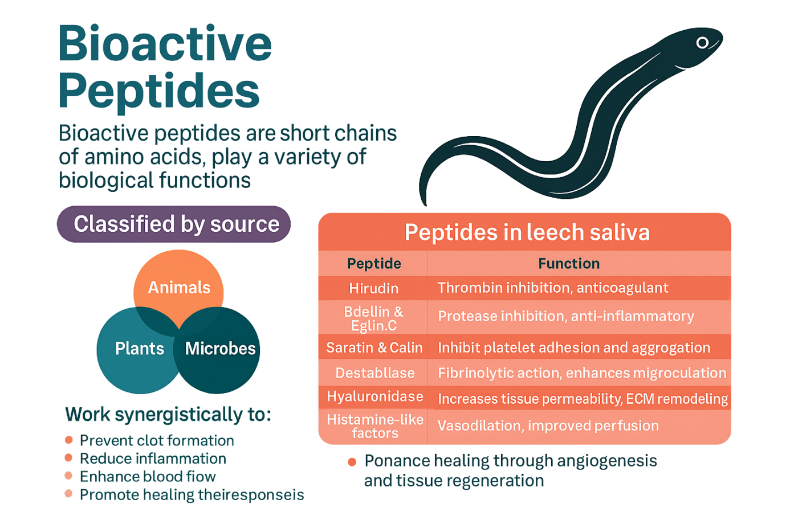 Bioactive
Peptides
Bioactive peptides are short chains
of amino acids, play a variety of
biological functions
Classified by source
Animals
Plants
Microbes
Work synergistically to:
Prevent clot formation
Reduce inflammation
Enhance blood fiow
Promote healing theiresponseis
Peptides in leech saliva
Peptide Function
Hirudin Thrombin inhibition, anticoagulant
Bdellin &
Eglin.C
Protease inhibition, anti-inflammatory
Saratin & Calin Inhibit platelet adhesion and aggrogation
Destabllase Fibrinolytic action, enhances migroculation
Hyaluronidase Increases tissue permeability, ECM remodeling
Histamine-like
factors
Vasodilation, improved perfusion
Ponance healing through angiogenesis
and tissue regeneration